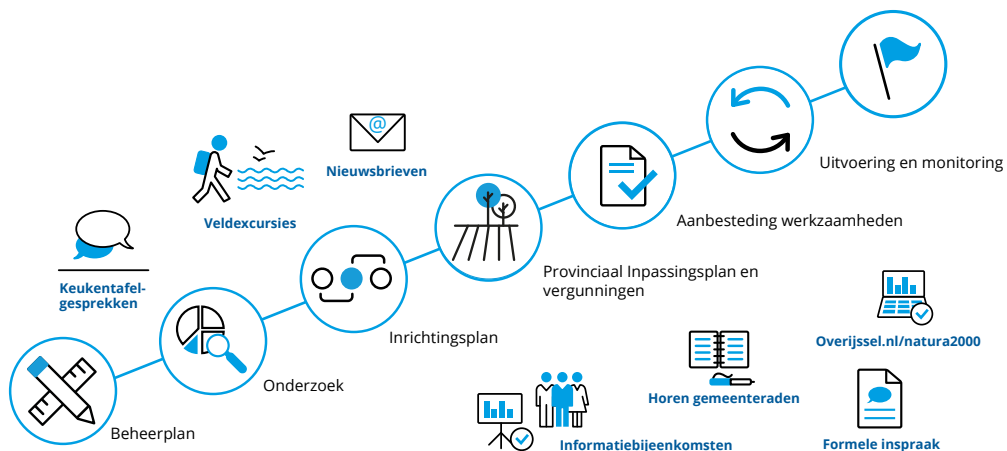 @
Nieuwsbrieven
Veldexcursies
Keukentafel-
gesprekken
Uitvoering en monitoring
Aanbesteding werkzaamheden
Provinciaal Inpassingsplan en
vergunningen
Inrichtingsplan
Onderzoek
Beheerplan
Overijssel.nl/natura2000
Horen gemeenteraden
Informatiebijeenkomsten
Formele inspraak